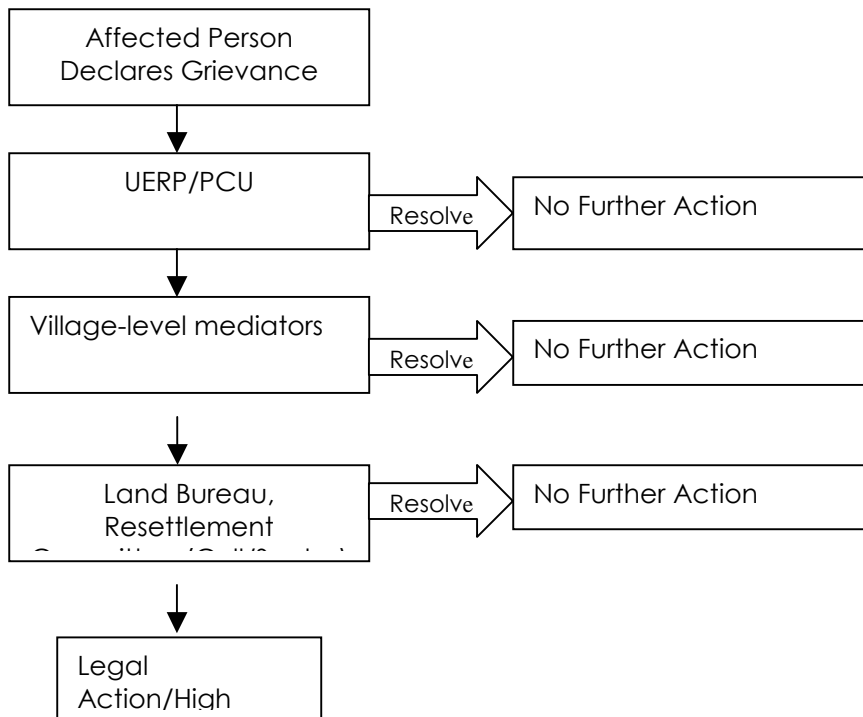 Affected Person
Declares Grievance
UERP/PCU
Resolve
No Further Action
Village-level mediators
Resolve
No Further Action
Land Bureau,
Resettlement
Resolve
No Further Action
Legal
Action/High